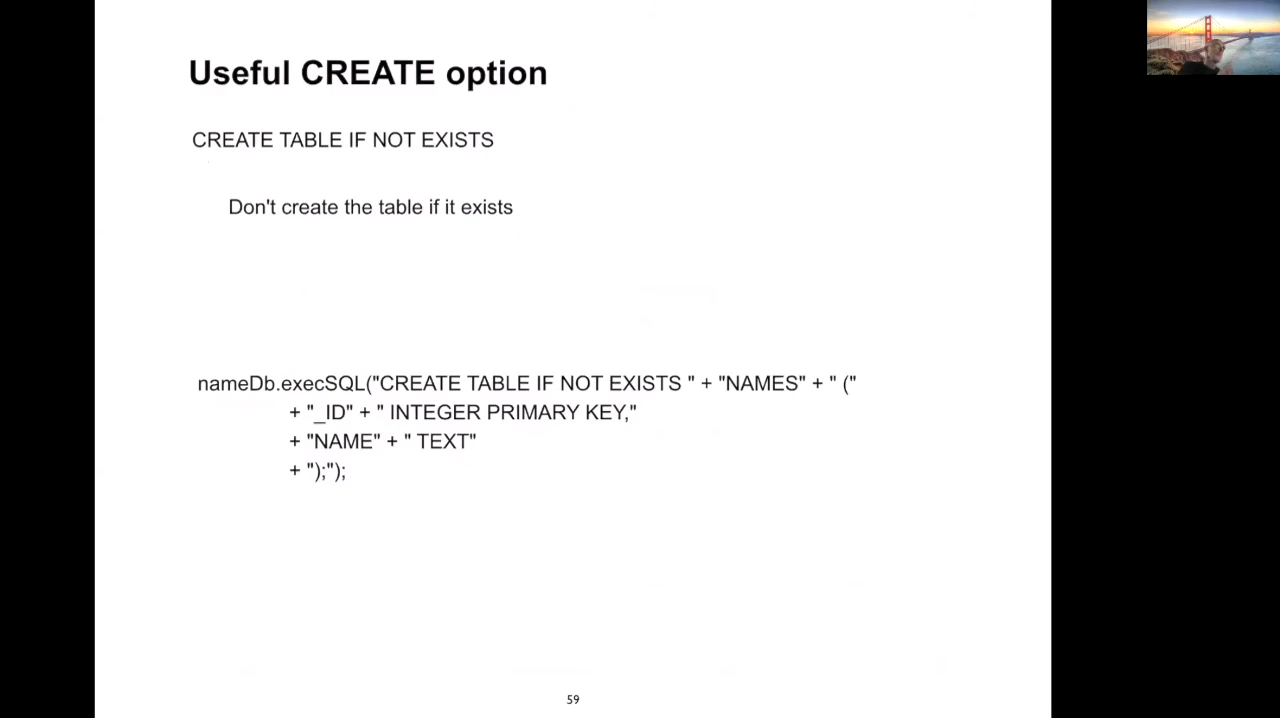 Useful CREATE option
CREATE TABLE IF NOT EXISTS
Don't create the table if it exists
nameDb.execSQL("CREATE TABLE IF NOT EXISTS " + "NAMES" + " ("
+ "_ID" + " INTEGER PRIMARY KEY,"
+ "NAME" + " TEXT"
+ ");");
59